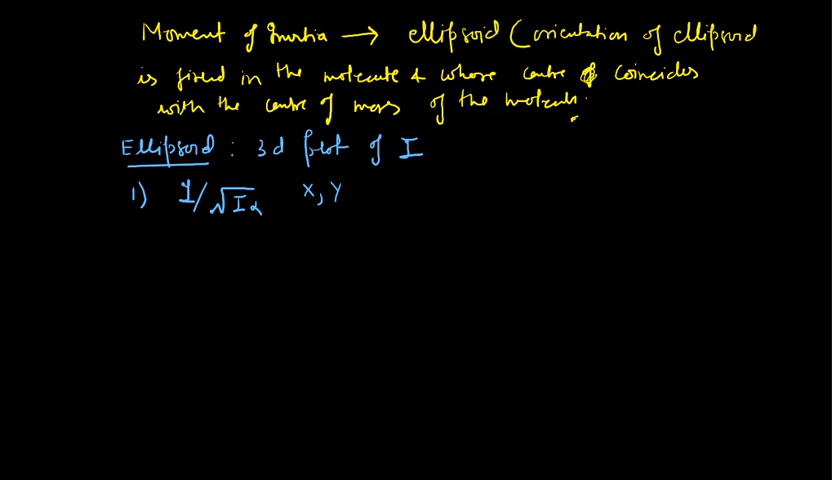 Moment of Inertia → ellipsoid (orientation of ellipsoid
is fixed in the molecule & whose centre of coincides
with the centre of mass of the molecule.
Ellipsoid : 3d plot of I
1) 1/√Iα X, Y